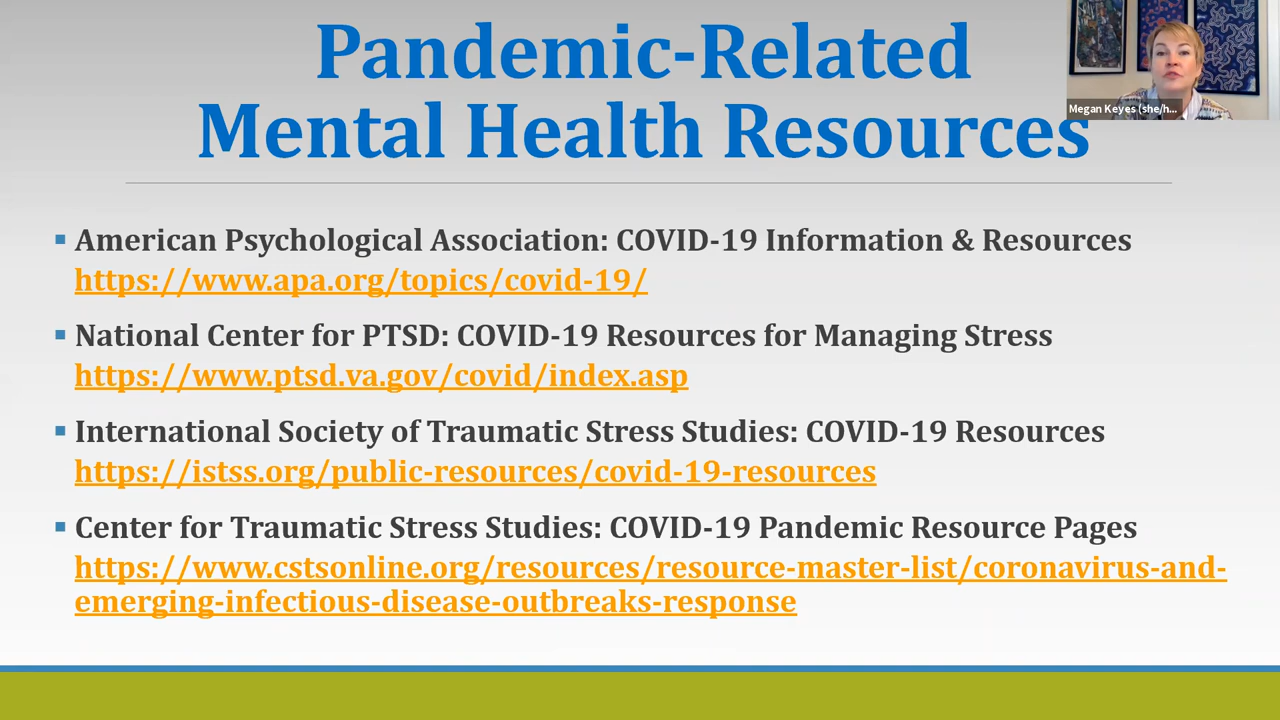 Pandemic-Related
Mental Health Resources
Megan Keyes (she/h...
▪ American Psychological Association: COVID-19 Information & Resources
https://www.apa.org/topics/covid-19/
▪ National Center for PTSD: COVID-19 Resources for Managing Stress
https://www.ptsd.va.gov/covid/index.asp
▪ International Society of Traumatic Stress Studies: COVID-19 Resources
https://istss.org/public-resources/covid-19-resources
▪ Center for Traumatic Stress Studies: COVID-19 Pandemic Resource Pages
https://www.cstsonline.org/resources/resource-master-list/coronavirus-and-
emerging-infectious-disease-outbreaks-response